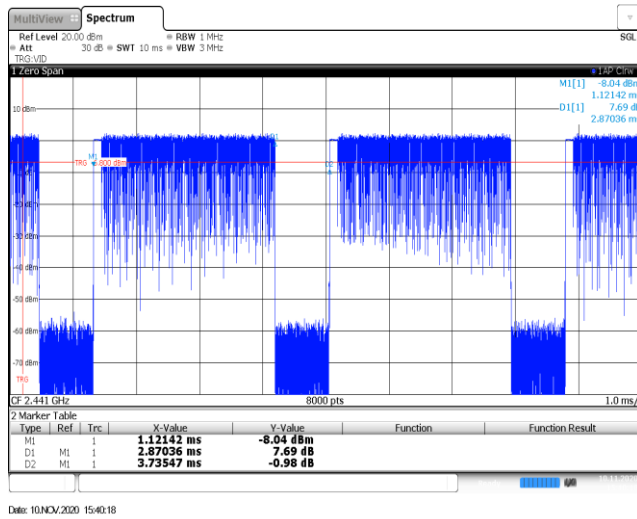 MultiView Spectrum
Ref Level 20.00 dBm RBW 1 MHz SGL
Att 30 dB SWT 10 ms VBW 3 MHz
TRG:VID
1 Zero Span 1AP Clrw
M1[1] -8.04 dBm
1.12142 ms
D1[1] 7.69 dB
2.87036 ms
10 dBm
M1
D1
D2
TRG
-20 dBm
-30 dBm
-40 dBm
-50 dBm
-60 dBm
-70 dBm
TRG
CF 2.441 GHz 8000 pts 1.0 ms/
2 Marker Table
Type Ref Trc X-Value Y-Value Function Function Result
M1 1 1.12142 ms -8.04 dBm
D1 M1 1 2.87036 ms 7.69 dB
D2 M1 1 3.73547 ms -0.98 dB
Date: 10.NOV.2020 15:40:18